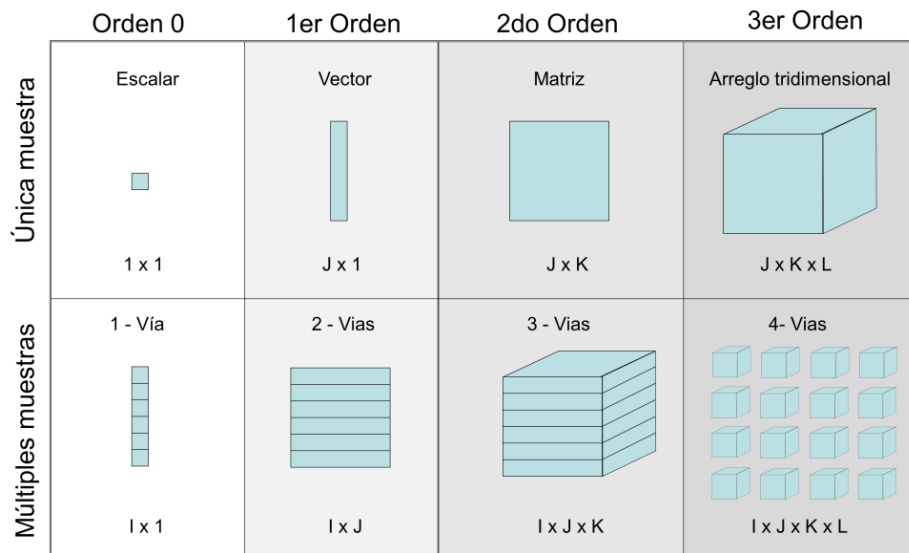 Orden 0
1er Orden
2do Orden
3er Orden
Única muestra
Escalar
Vector
Matriz
Arreglo tridimensional
1 x 1
J x 1
J x K
J x K x L
Múltiples muestras
1 - Vía
2 - Vias
3 - Vias
4- Vias
I x 1
I x J
I x J x K
I x J x K x L